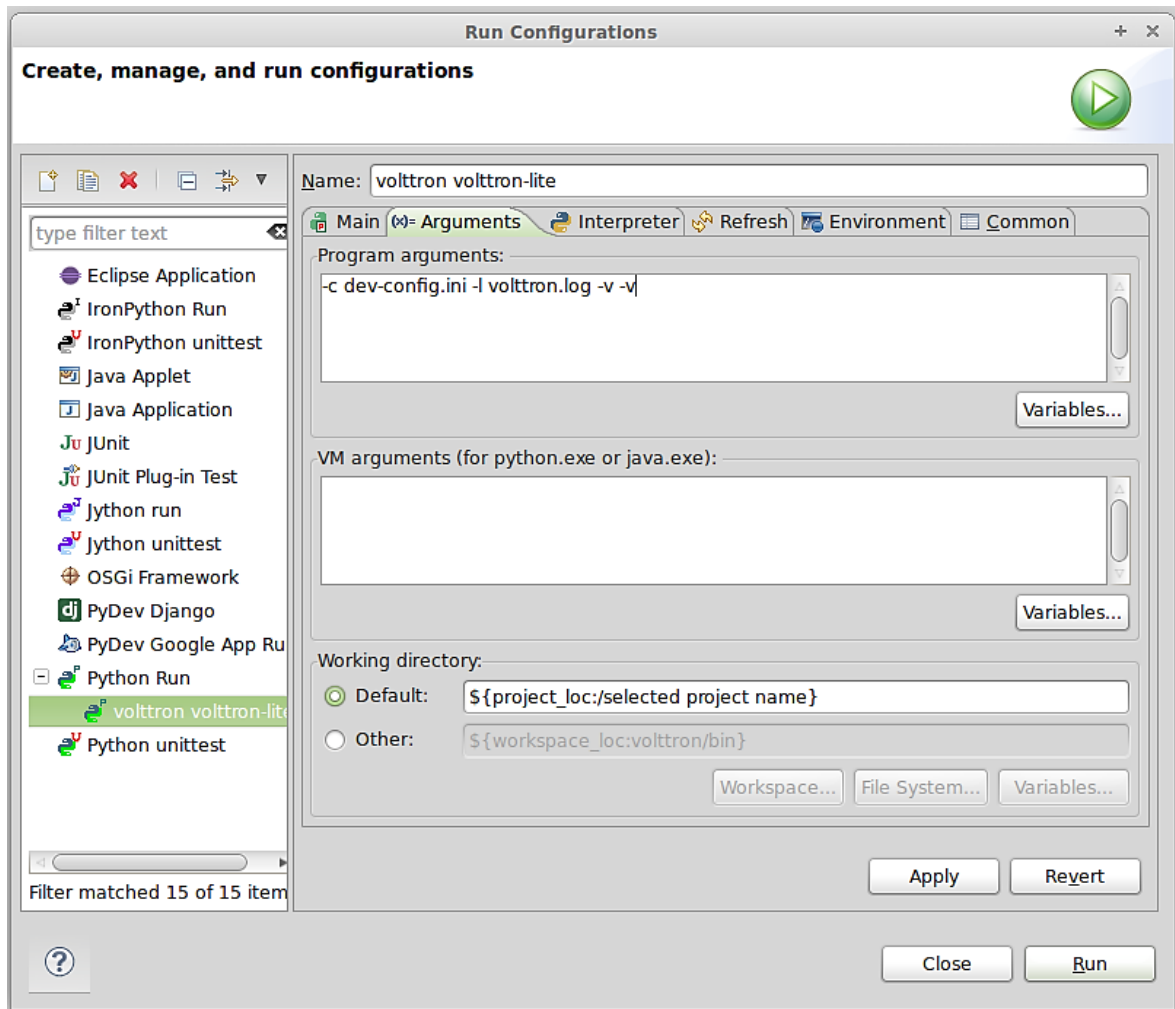 Run Configurations
Create, manage, and run configurations
type filter text
Eclipse Application
IronPython Run
IronPython unittest
Java Applet
Java Application
JUnit
JUnit Plug-in Test
Jython run
Jython unittest
OSGi Framework
PyDev Django
PyDev Google App Ru
Python Run
volttron volttron-lite
Python unittest
Filter matched 15 of 15 item
Name: volttron volttron-lite
Main (x)= Arguments Interpreter Refresh Environment Common
Program arguments:
-c dev-config.ini -l volttron.log -v -v
Variables...
VM arguments (for python.exe or java.exe):
Variables...
Working directory:
Default: ${project_loc:/selected project name}
Other: ${workspace_loc:volttron/bin}
Workspace... File System... Variables...
Apply Revert
Close Run